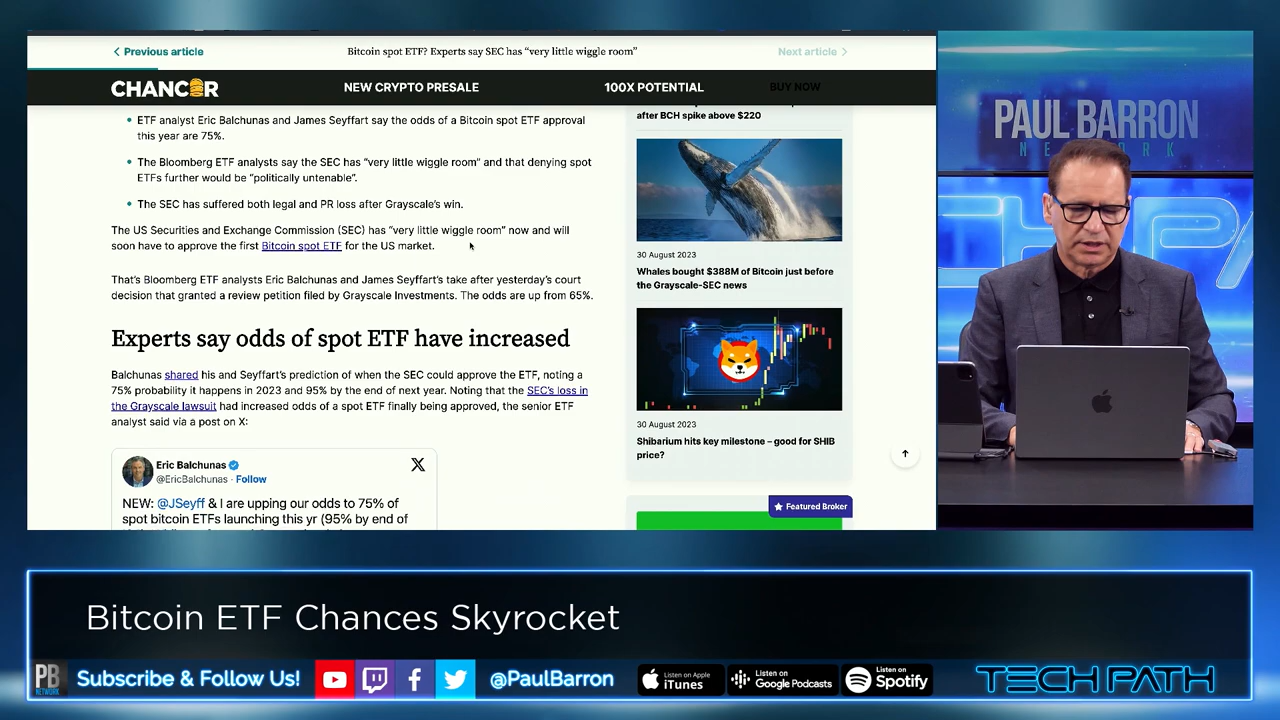 Previous article
Bitcoin spot ETF? Experts say SEC has “very little wiggle room”
Next article
CHANCER
NEW CRYPTO PRESALE
100X POTENTIAL
BUY NOW
ETF analyst Eric Balchunas and James Seyffart say the odds of a Bitcoin spot ETF approval
this year are 75%.
The Bloomberg ETF analysts say the SEC has “very little wiggle room” and that denying spot
ETFs further would be “politically untenable”.
The SEC has suffered both legal and PR loss after Grayscale’s win.
The US Securities and Exchange Commission (SEC) has “very little wiggle room” now and will
soon have to approve the first Bitcoin spot ETF for the US market.
That’s Bloomberg ETF analysts Eric Balchunas and James Seyffart’s take after yesterday’s court
decision that granted a review petition filed by Grayscale Investments. The odds are up from 65%.
Experts say odds of spot ETF have increased
Balchunas shared his and Seyffart’s prediction of when the SEC could approve the ETF, noting a
75% probability it happens in 2023 and 95% by the end of next year. Noting that the SEC’s loss in
the Grayscale lawsuit had increased odds of a spot ETF finally being approved, the senior ETF
analyst said via a post on X:
Eric Balchunas
@EricBalchunas · Follow
NEW: @JSeyff & I are upping our odds to 75% of
spot bitcoin ETFs launching this yr (95% by end of
after BCH spike above $220
30 August 2023
Whales bought $388M of Bitcoin just before
the Grayscale-SEC news
30 August 2023
Shibarium hits key milestone – good for SHIB
price?
Featured Broker
PAUL BARRON
NETWORK
Bitcoin ETF Chances Skyrocket
PB
NETWORK
Subscribe & Follow Us!
@PaulBarron
Listen on Apple
iTunes
Listen on
Google Podcasts
Listen on
Spotify
TECH PATH